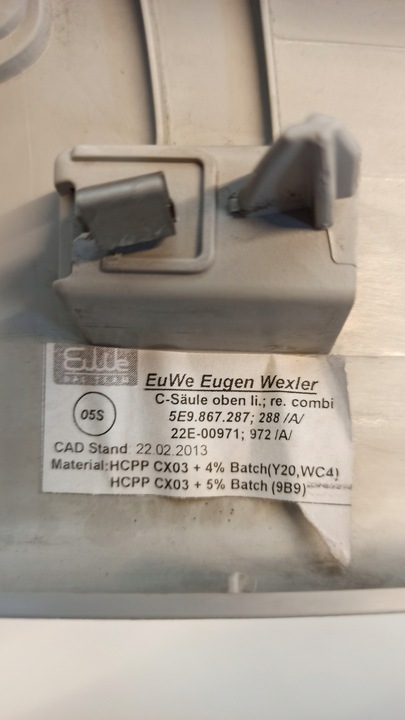 EuWe
EuWe Eugen Wexler
C-Säule oben li.; re. combi
05S
5E9.867.287; 288 /A/
22E-00971; 972 /A/
CAD Stand: 22.02.2013
Material:HCPP CX03 + 4% Batch(Y20,WC4)
HCPP CX03 + 5% Batch (9B9)